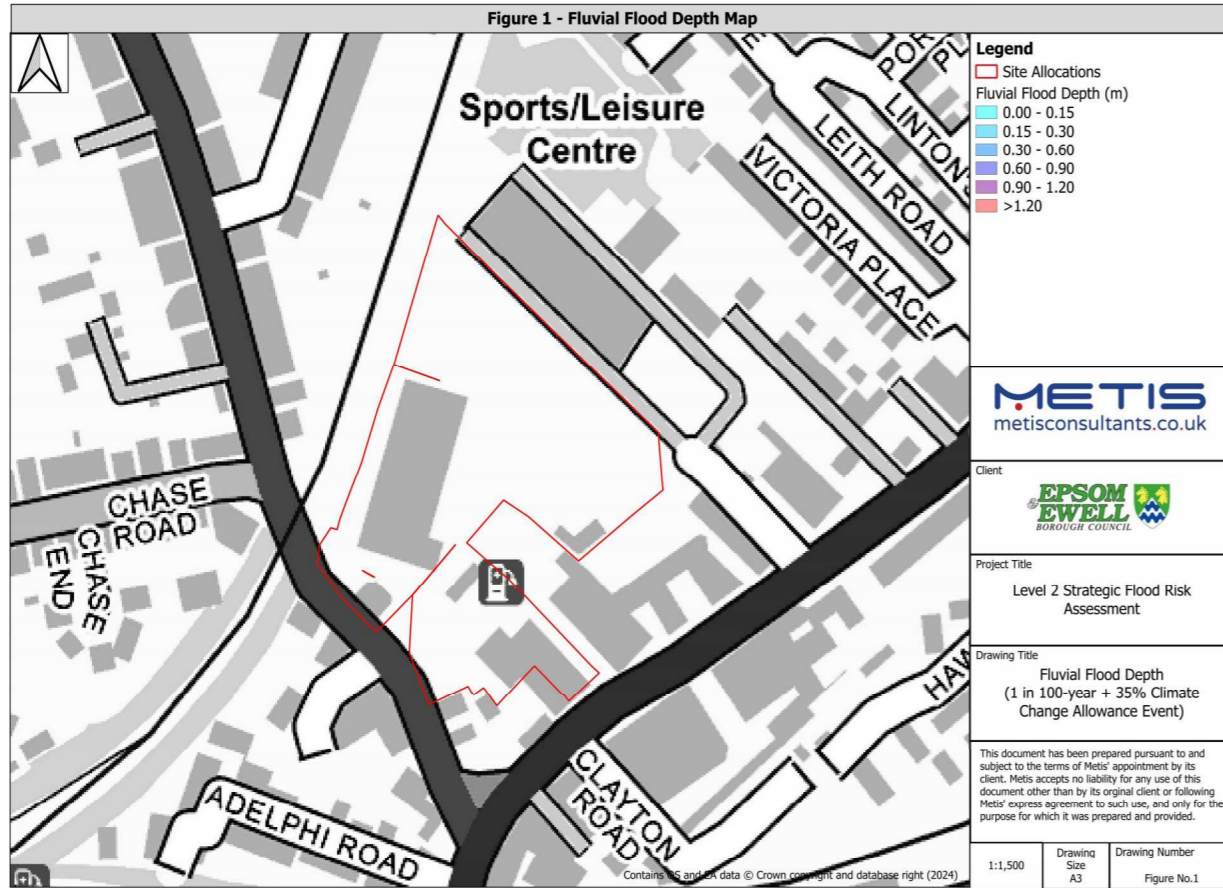 Figure 1 - Fluvial Flood Depth Map
Sports/Leisure
Centre
LINTON
LEITH ROAD
VICTORIA PLACE
CHASE
ROAD
CHASE
END
ADELPHI ROAD
CLAYTON
ROAD
HAW
POR
PL
E
Contains OS and EA data © Crown copyright and database right (2024)
Legend
Site Allocations
Fluvial Flood Depth (m)
0.00 - 0.15
0.15 - 0.30
0.30 - 0.60
0.60 - 0.90
0.90 - 1.20
>1.20
METIS
metisconsultants.co.uk
Client
EPSOM
& EWELL
BOROUGH COUNCIL
Project Title
Level 2 Strategic Flood Risk
Assessment
Drawing Title
Fluvial Flood Depth
(1 in 100-year + 35% Climate
Change Allowance Event)
This document has been prepared pursuant to and
subject to the terms of Metis' appointment by its
client. Metis accepts no liability for any use of this
document other than by its orginal client or following
Metis' express agreement to such use, and only for the
purpose for which it was prepared and provided.
1:1,500
Drawing
Size
A3
Drawing Number
Figure No.1